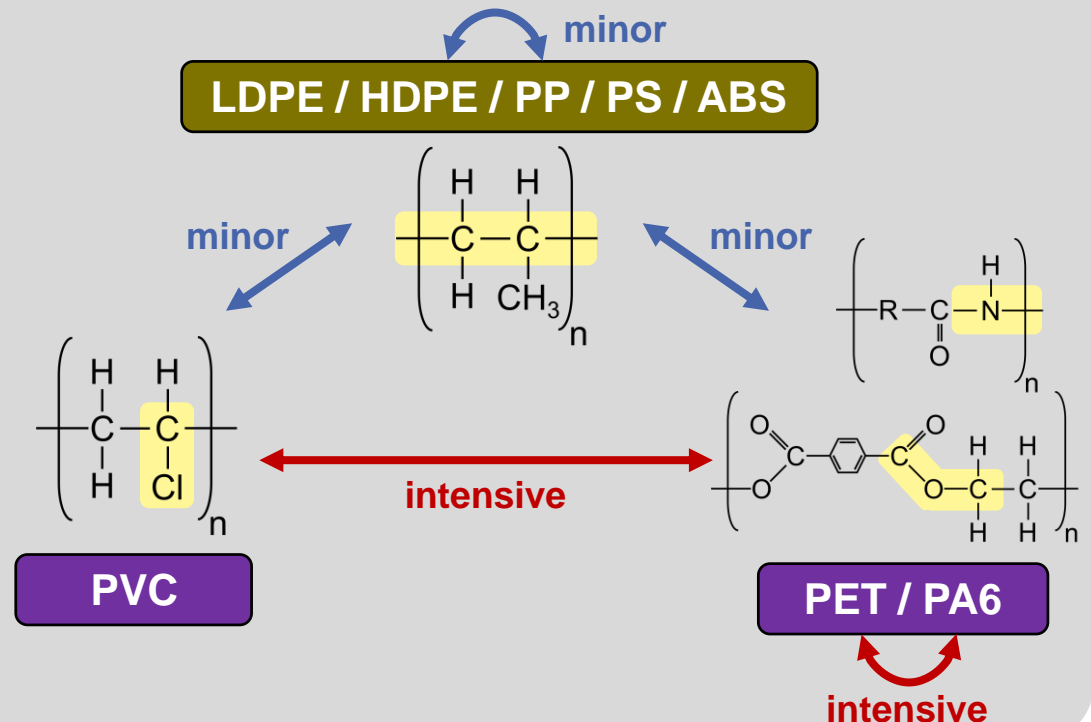 minor
LDPE / HDPE / PP / PS / ABS
H H
C C
H CH3
n
minor
minor
H
R C N
O
n
H H
C C
H Cl
n
intensive
O O
C C H H
O O C C
H H
n
PVC
PET / PA6
intensive